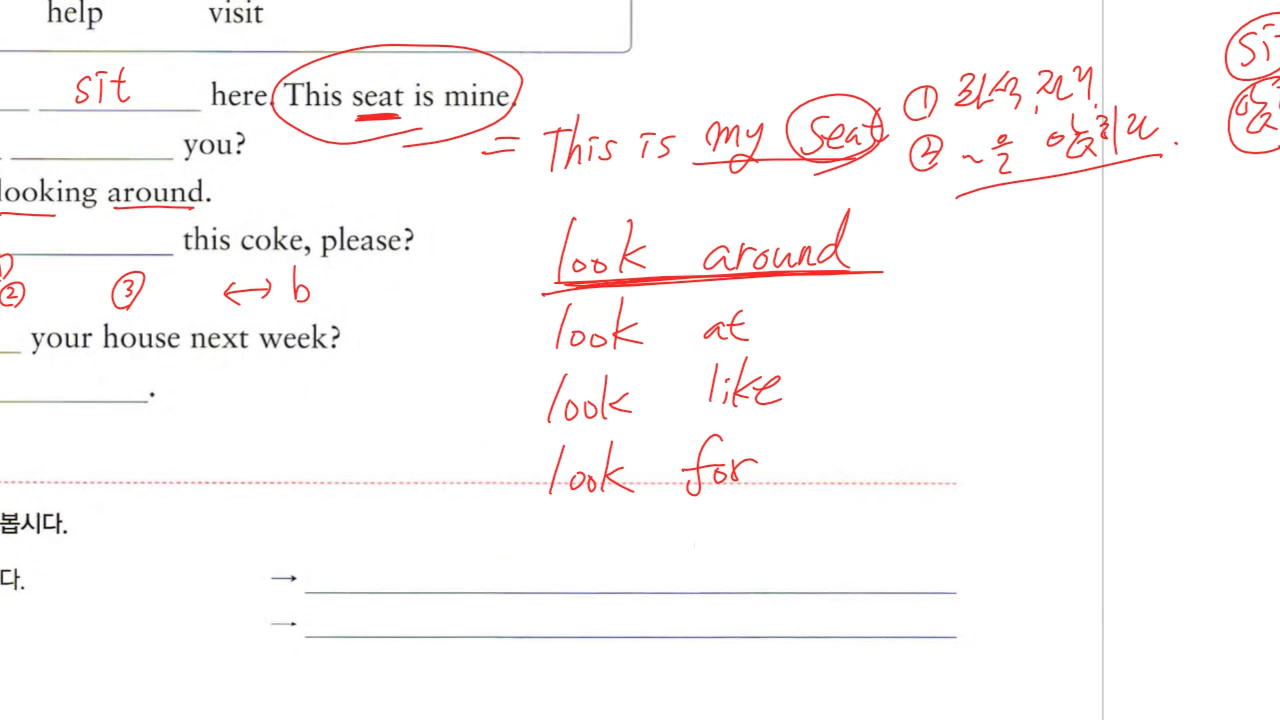 help visit
sit here. This seat is mine.
= This is my seat ① 좌석, 자리.
② ~을 앉히다.
you?
looking around.
look around
this coke, please?
② ③ ↔ b
look at
your house next week?
look like
.
look for
봅시다.
다. →
→